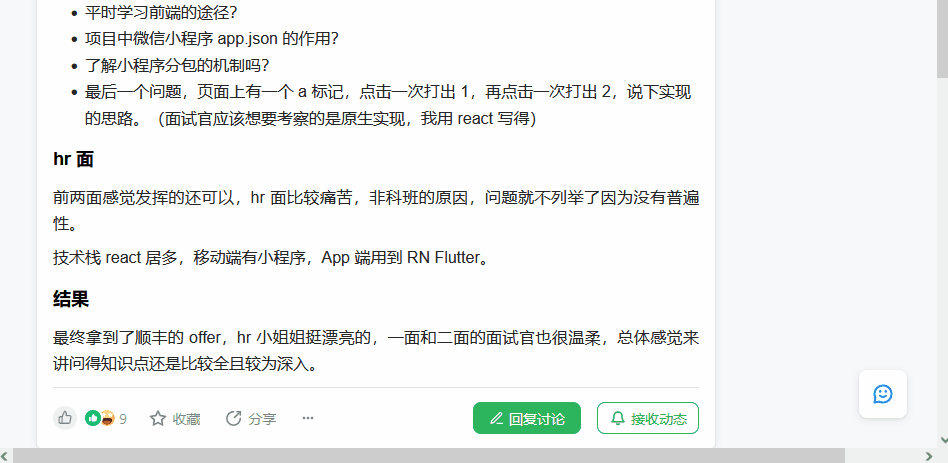 平时学习前端的途径？
项目中微信小程序 app.json 的作用？
了解小程序分包的机制吗？
最后一个问题，页面上有一个 a 标记，点击一次打出 1，再点击一次打出 2，说下实现
的思路。（面试官应该想要考察的是原生实现，我用 react 写得）
hr 面
前两面感觉发挥的还可以，hr 面比较痛苦，非科班的原因，问题就不列举了因为没有普遍
性。
技术栈 react 居多，移动端有小程序，App 端用到 RN Flutter。
结果
最终拿到了顺丰的 offer，hr 小姐姐挺漂亮的，一面和二面的面试官也很温柔，总体感觉来
讲问得知识点还是比较全且较为深入。
9 收藏 分享 ··· 回复讨论 接收动态